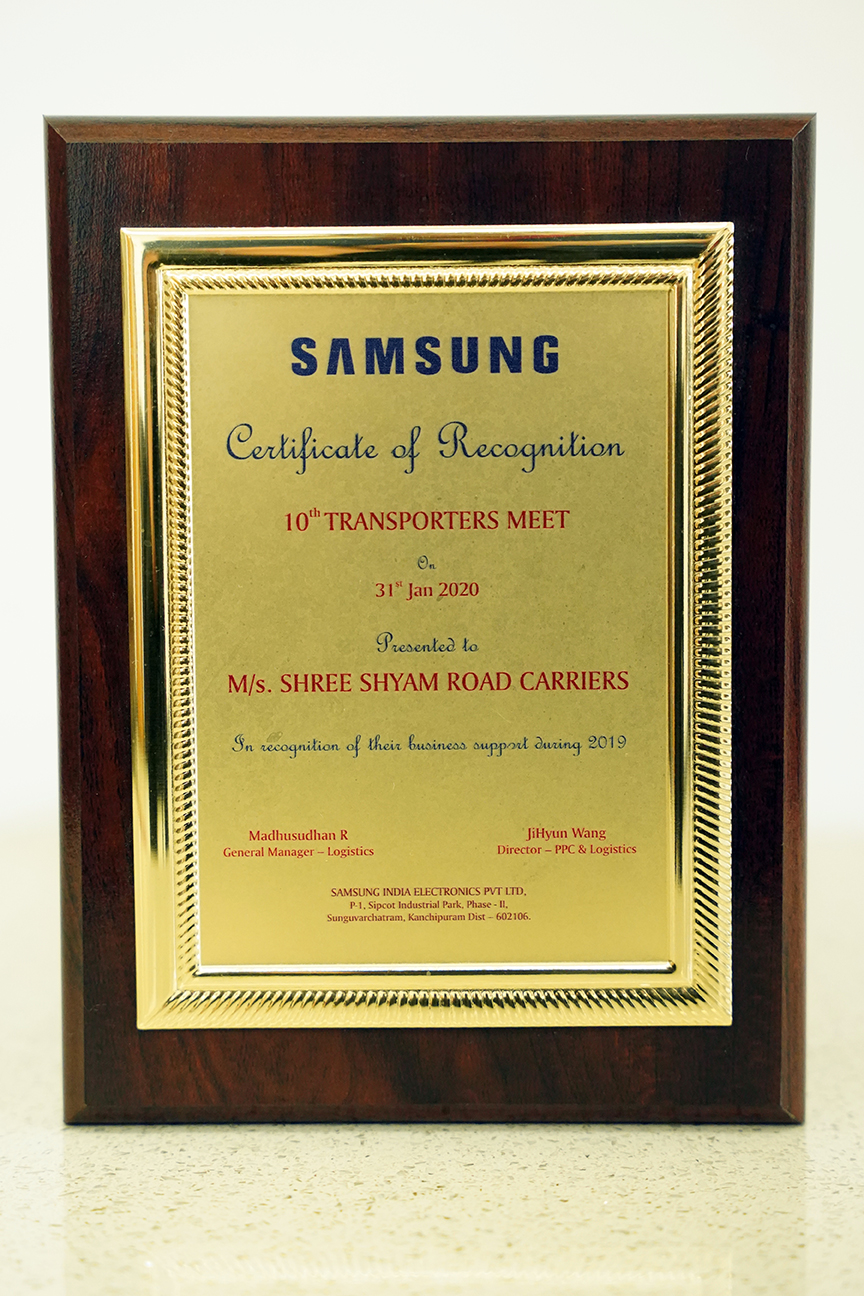 SAMSUNG
Certificate of Recognition
10th TRANSPORTERS MEET
On
31st Jan 2020
Presented to
M/s. SHREE SHYAM ROAD CARRIERS
In recognition of their business support during 2019
Madhusudhan R
General Manager – Logistics
JiHyun Wang
Director – PPC & Logistics
SAMSUNG INDIA ELECTRONICS PVT LTD,
P-1, Sipcot Industrial Park, Phase - II,
Sunguvarchatram, Kanchipuram Dist – 602106.